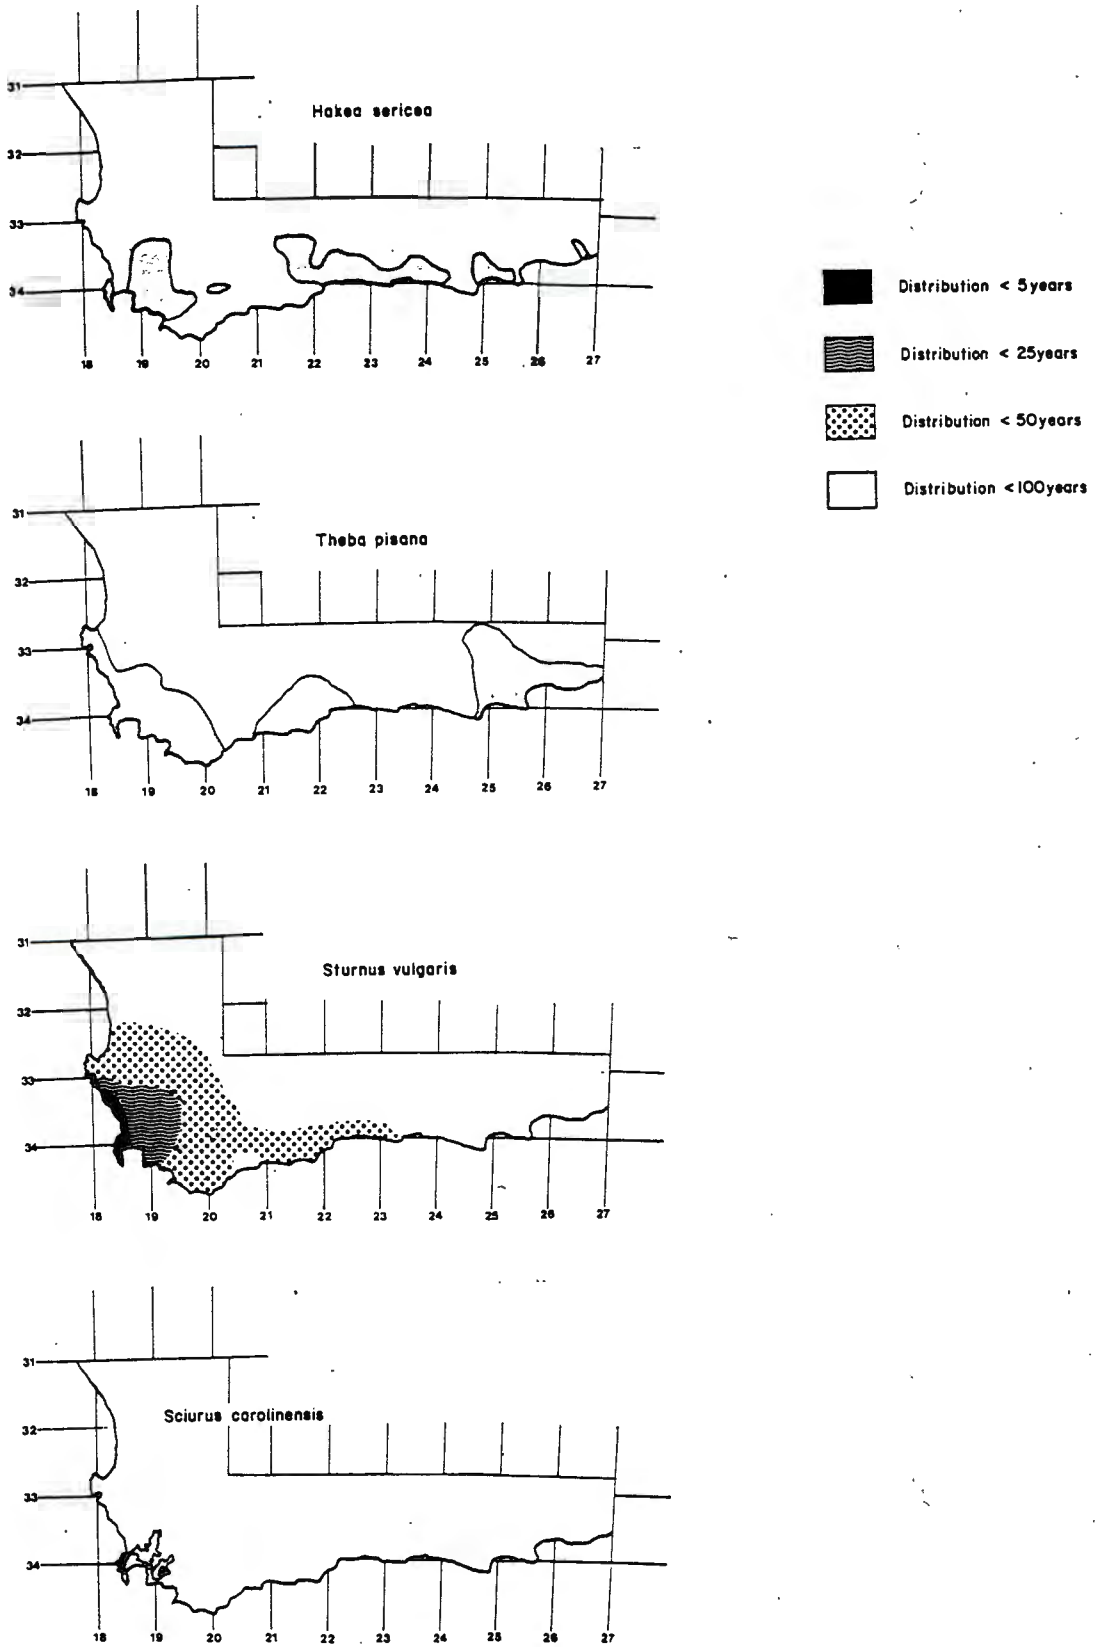 31
Hakea sericea
32
33
34
18 19 20 21 22 23 24 25 26 27
Distribution < 5years
Distribution < 25years
Distribution < 50years
Distribution <100years
31
Theba pisana
32
33
34
18 19 20 21 22 23 24 25 26 27
31
Sturnus vulgaris
32
33
34
18 19 20 21 22 23 24 25 26 27
31
Sciurus carolinensis
32
33
34
18 19 20 21 22 23 24 25 26 27